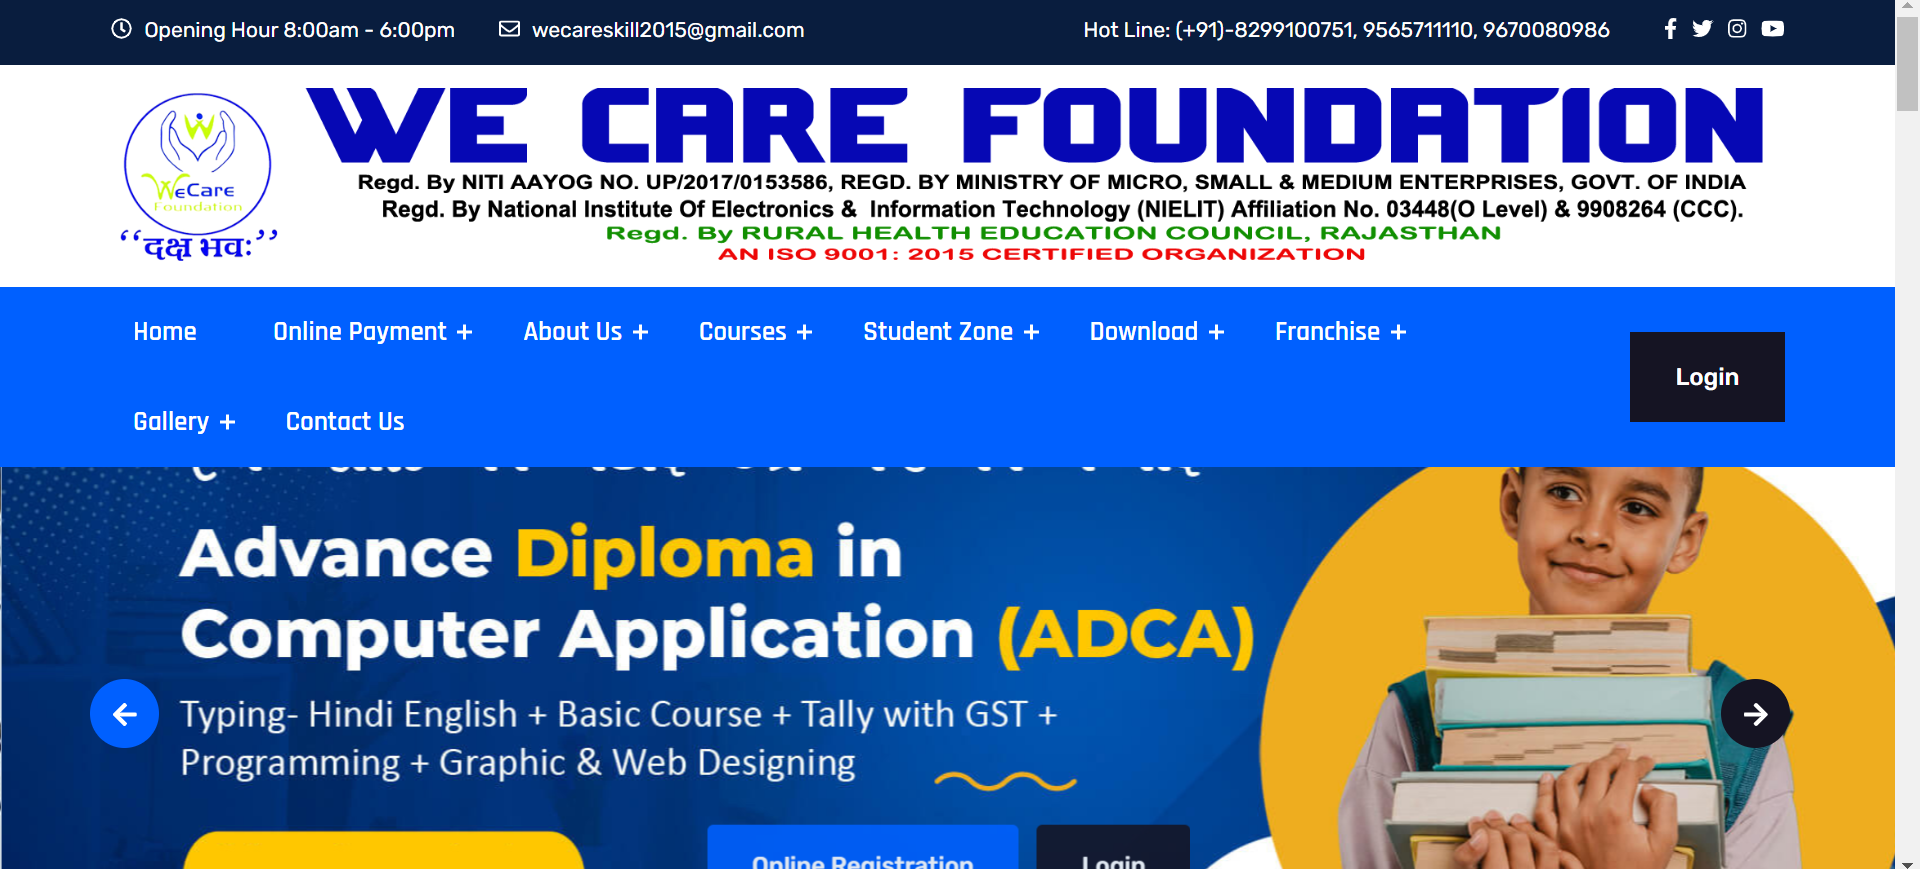 Opening Hour 8:00am - 6:00pm
wecareskill2015@gmail.com
Hot Line: (+91)-8299100751, 9565711110, 9670080986
WeCare
Foundation
‘‘दक्ष भवः’’
WE CARE FOUNDATION
Regd. By NITI AAYOG NO. UP/2017/0153586, REGD. BY MINISTRY OF MICRO, SMALL & MEDIUM ENTERPRISES, GOVT. OF INDIA
Regd. By National Institute Of Electronics & Information Technology (NIELIT) Affiliation No. 03448(O Level) & 9908264 (CCC).
Regd. By RURAL HEALTH EDUCATION COUNCIL, RAJASTHAN
AN ISO 9001: 2015 CERTIFIED ORGANIZATION
Home
Online Payment +
About Us +
Courses +
Student Zone +
Download +
Franchise +
Login
Gallery +
Contact Us
Advance Diploma in
Computer Application (ADCA)
Typing- Hindi English + Basic Course + Tally with GST +
Programming + Graphic & Web Designing
Online Registration
Login